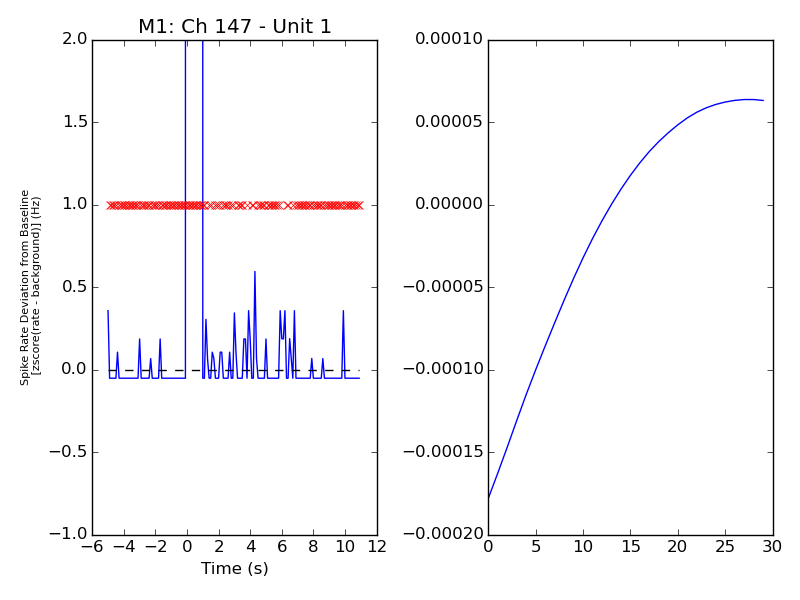 M1: Ch 147 - Unit 1
2.0
1.5
1.0
0.5
0.0
−0.5
−1.0
−6 −4 −2 0 2 4 6 8 10 12
Time (s)
Spike Rate Deviation from Baseline
[zscore(rate - background)] (Hz)
0.00010
0.00005
0.00000
−0.00005
−0.00010
−0.00015
−0.00020
0 5 10 15 20 25 30